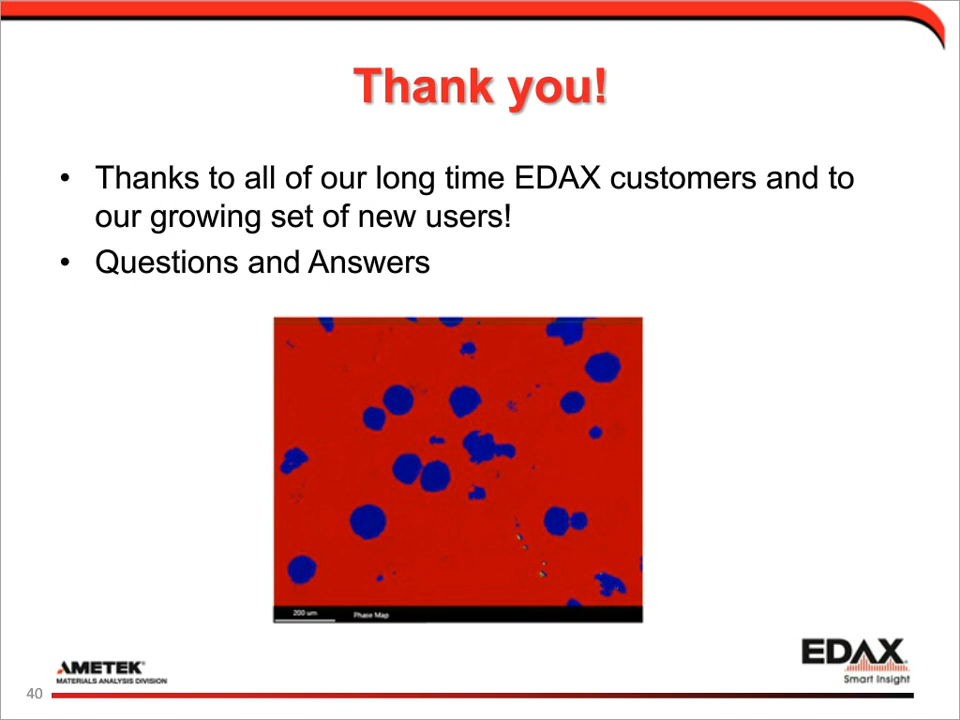 Thank you!
• Thanks to all of our long time EDAX customers and to
our growing set of new users!
• Questions and Answers
200 um Phase Map
AMETEK®
MATERIALS ANALYSIS DIVISION
EDAX
Smart Insight
40